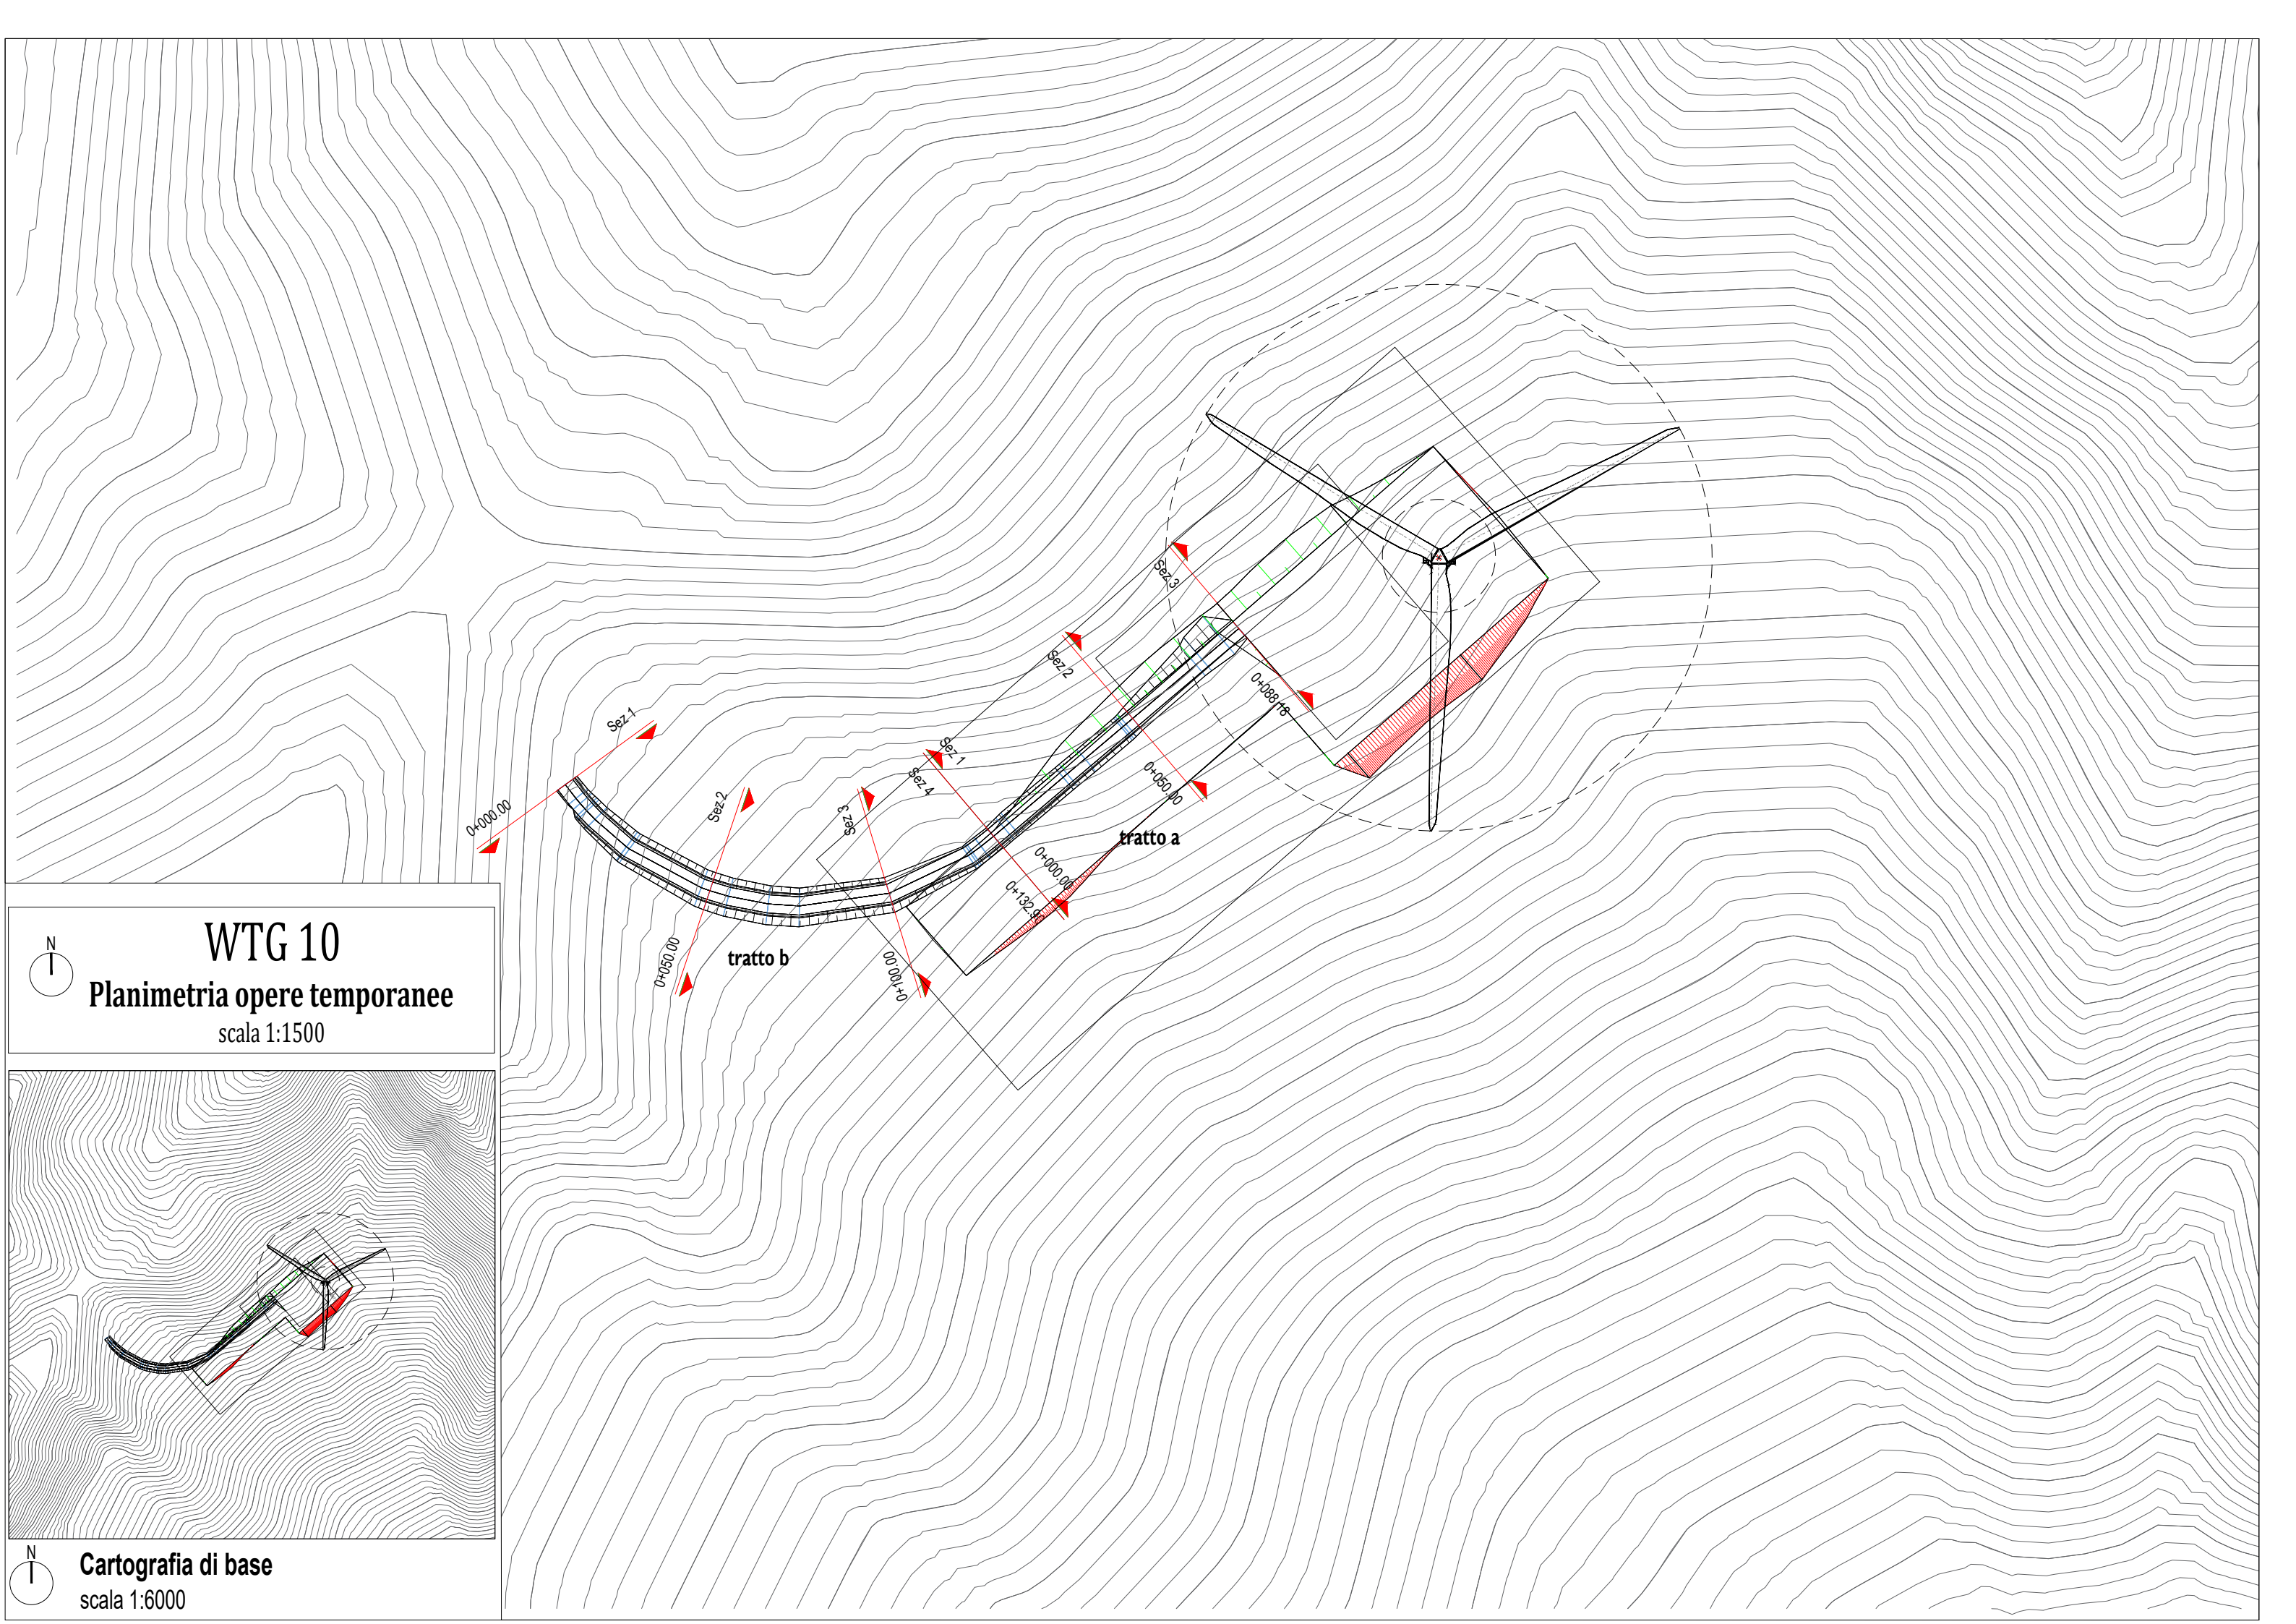 Sez 3
Sez 2
0+088.18
Sez 1
Sez 1
0+050.00
Sez 4
Sez 2
Sez 3
0+000.00
tratto a
0+000.00
0+132.90
tratto b
0+050.00
0+100.00
N
WTG 10
Planimetria opere temporanee
scala 1:1500
N
Cartografia di base
scala 1:6000